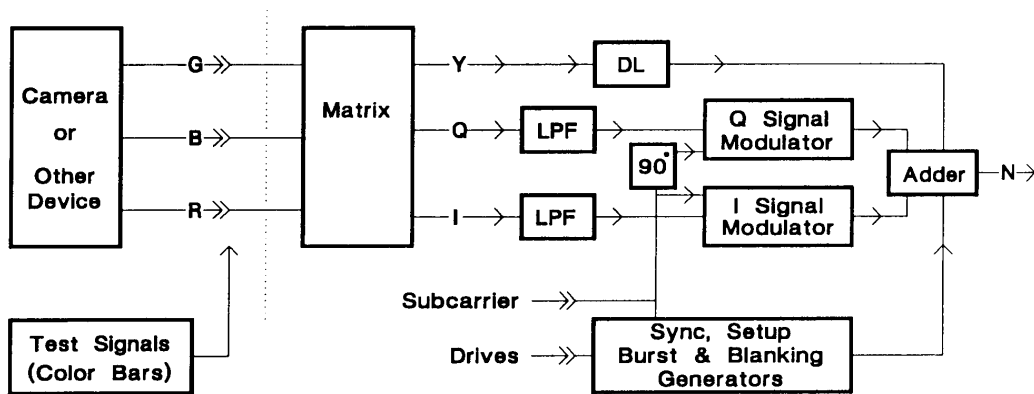 Camera
or
Other
Device
G
B
R
Matrix
Y
Q
I
DL
LPF
LPF
90°
Q Signal
Modulator
I Signal
Modulator
Adder
N
Subcarrier
Drives
Sync, Setup
Burst & Blanking
Generators
Test Signals
(Color Bars)